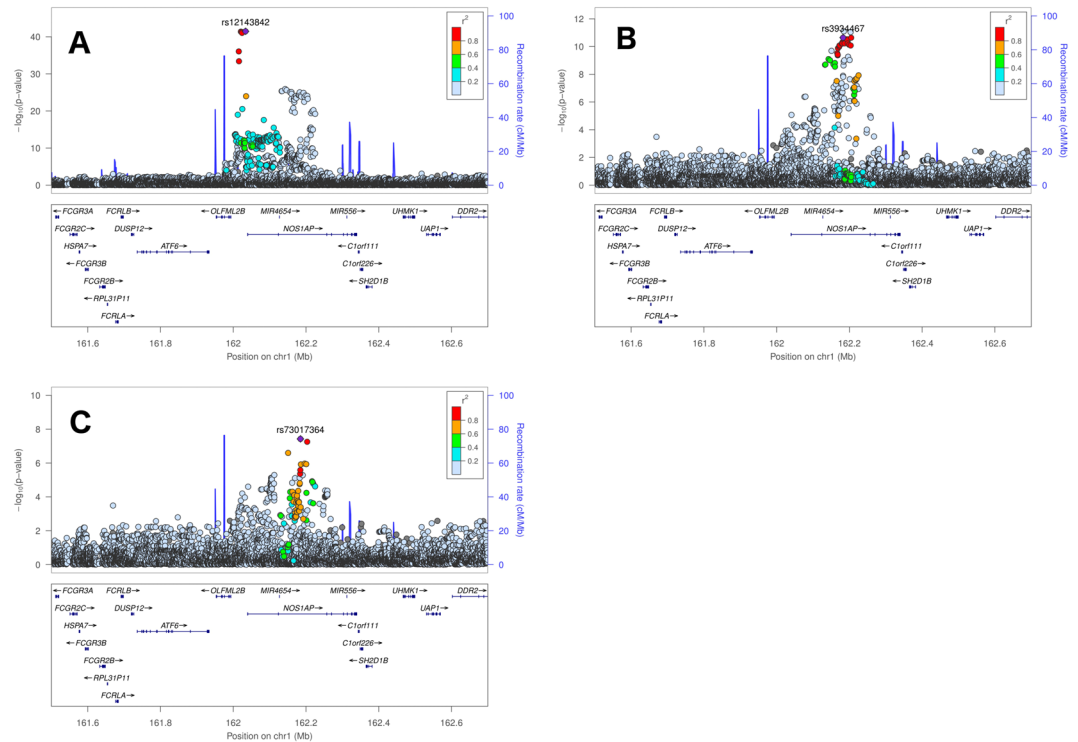 A
rs12143842
r²
0.8
0.6
0.4
0.2
40
30
20
10
0
100
80
60
40
20
0
−log10(p-value)
Recombination rate (cM/Mb)
←FCGR3A
FCRLB→
←OLFML2B
MIR4654→
MIR556→
UHMK1→
DDR2→
FCGR2C→
DUSP12→
NOS1AP→
UAP1→
HSPA7→
ATF6→
←C1orf111
←FCGR3B
C1orf226→
FCGR2B→
←SH2D1B
←RPL31P11
FCRLA→
161.6
161.8
162
162.2
162.4
162.6
Position on chr1 (Mb)
B
rs3934467
r²
0.8
0.6
0.4
0.2
12
10
8
6
4
2
0
100
80
60
40
20
0
−log10(p-value)
Recombination rate (cM/Mb)
←FCGR3A
FCRLB→
←OLFML2B
MIR4654→
MIR556→
UHMK1→
DDR2→
FCGR2C→
DUSP12→
NOS1AP→
UAP1→
HSPA7→
ATF6→
←C1orf111
←FCGR3B
C1orf226→
FCGR2B→
←SH2D1B
←RPL31P11
FCRLA→
161.6
161.8
162
162.2
162.4
162.6
Position on chr1 (Mb)
C
rs73017364
r²
0.8
0.6
0.4
0.2
10
8
6
4
2
0
100
80
60
40
20
0
−log10(p-value)
Recombination rate (cM/Mb)
←FCGR3A
FCRLB→
←OLFML2B
MIR4654→
MIR556→
UHMK1→
DDR2→
FCGR2C→
DUSP12→
NOS1AP→
UAP1→
HSPA7→
ATF6→
←C1orf111
←FCGR3B
C1orf226→
FCGR2B→
←SH2D1B
←RPL31P11
FCRLA→
161.6
161.8
162
162.2
162.4
162.6
Position on chr1 (Mb)